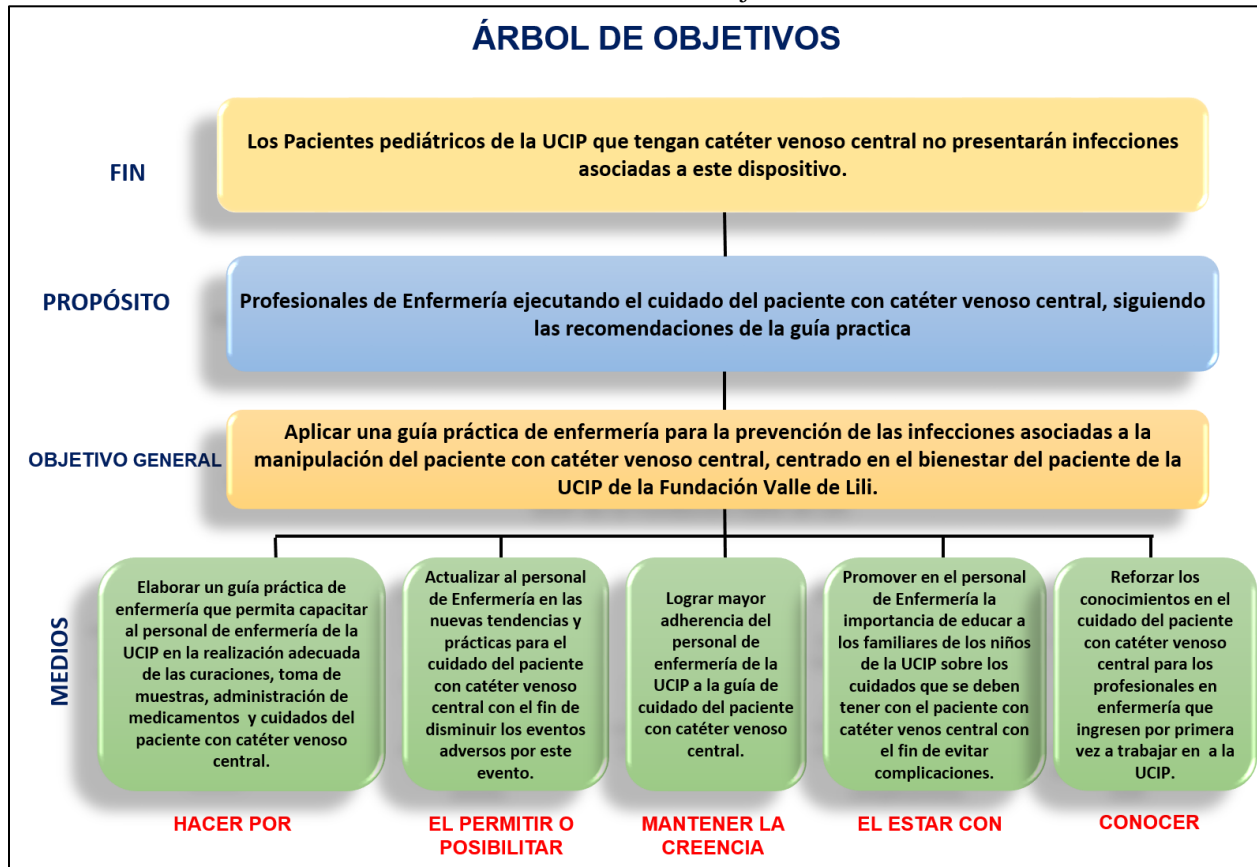 ÁRBOL DE OBJETIVOS
FIN
Los Pacientes pediátricos de la UCIP que tengan catéter venoso central no presentarán infecciones
asociadas a este dispositivo.
PROPÓSITO
Profesionales de Enfermería ejecutando el cuidado del paciente con catéter venoso central, siguiendo
las recomendaciones de la guía practica
OBJETIVO GENERAL
Aplicar una guía práctica de enfermería para la prevención de las infecciones asociadas a la
manipulación del paciente con catéter venoso central, centrado en el bienestar del paciente de la
UCIP de la Fundación Valle de Lili.
MEDIOS
Elaborar un guía práctica de
enfermería que permita capacitar
al personal de enfermería de la
UCIP en la realización adecuada
de las curaciones, toma de
muestras, administración de
medicamentos y cuidados del
paciente con catéter venoso
central.
Actualizar al personal
de Enfermería en las
nuevas tendencias y
prácticas para el
cuidado del paciente
con catéter venoso
central con el fin de
disminuir los eventos
adversos por este
evento.
Lograr mayor
adherencia del
personal de
enfermería de la
UCIP a la guía de
cuidado del paciente
con catéter venoso
central.
Promover en el personal
de Enfermería la
importancia de educar a
los familiares de los niños
de la UCIP sobre los
cuidados que se deben
tener con el paciente con
catéter venos central con
el fin de evitar
complicaciones.
Reforzar los
conocimientos en el
cuidado del paciente
con catéter venoso
central para los
profesionales en
enfermería que
ingresen por primera
vez a trabajar en a la
UCIP.
HACER POR
EL PERMITIR O
POSIBILITAR
MANTENER LA
CREENCIA
EL ESTAR CON
CONOCER